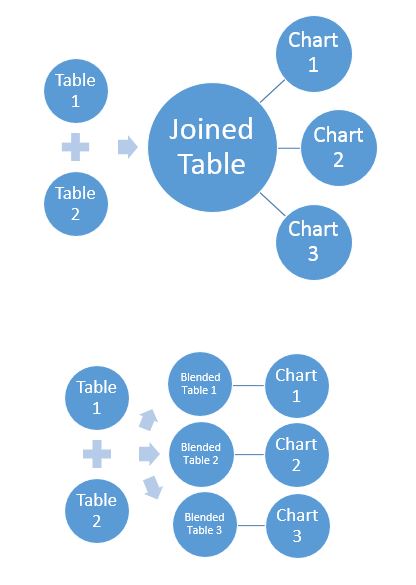 Table
1
Table
2
Joined
Table
Chart
1
Chart
2
Chart
3
Table
1
Table
2
Blended
Table 1
Blended
Table 2
Blended
Table 3
Chart
1
Chart
2
Chart
3